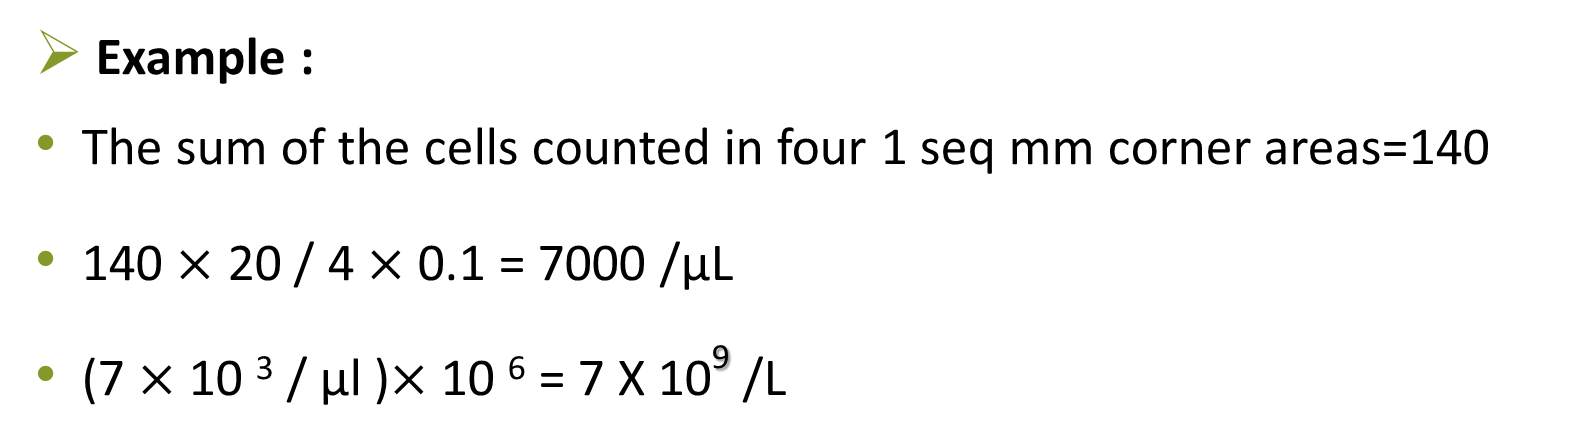 Example :
The sum of the cells counted in four 1 seq mm corner areas=140
140 × 20 / 4 × 0.1 = 7000 /µL
(7 × 10 ³ / µl )× 10 ⁶ = 7 X 10⁹ /L